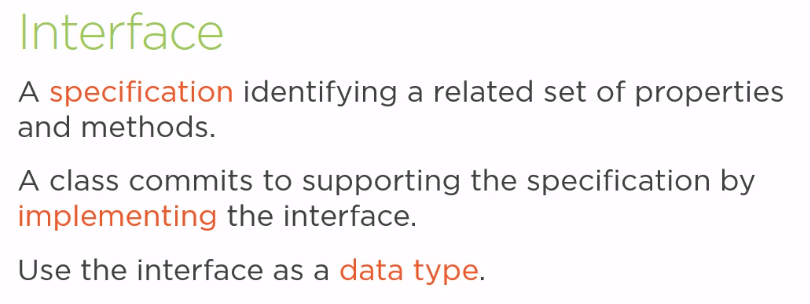 Interface
A specification identifying a related set of properties
and methods.
A class commits to supporting the specification by
implementing the interface.
Use the interface as a data type.